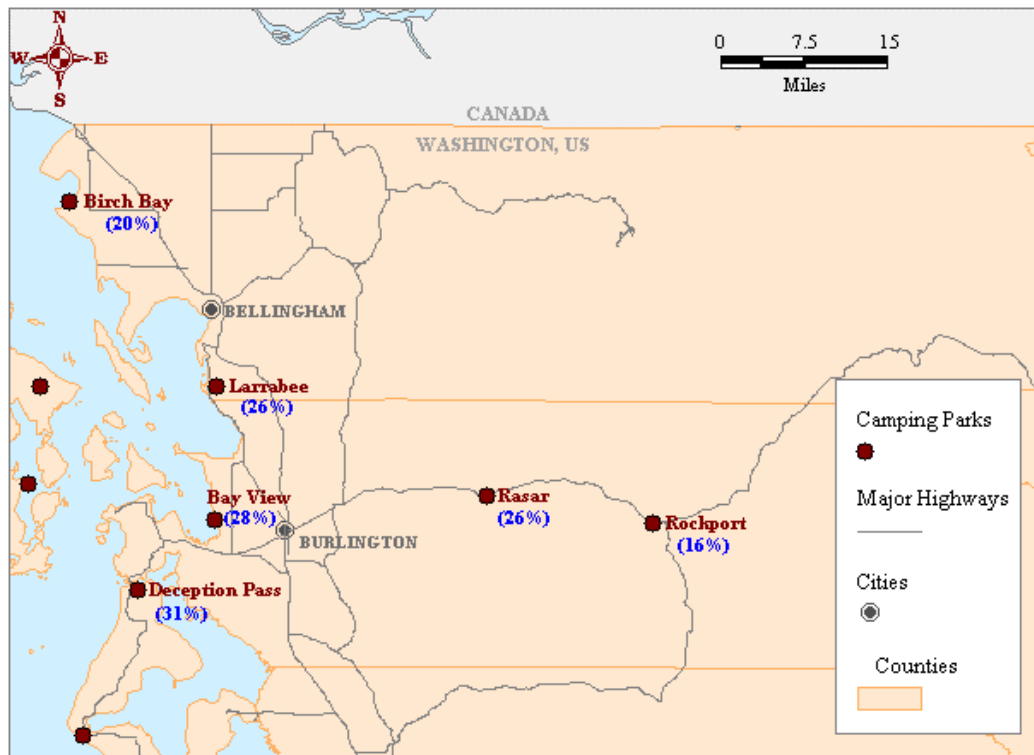 N
W E
S
0 7.5 15
Miles
CANADA
WASHINGTON, US
Birch Bay
(20%)
BELLINGHAM
Larrabee
(26%)
Bay View
(28%)
BURLINGTON
Rasar
(26%)
Rockport
(16%)
Deception Pass
(31%)
Camping Parks
Major Highways
Cities
Counties